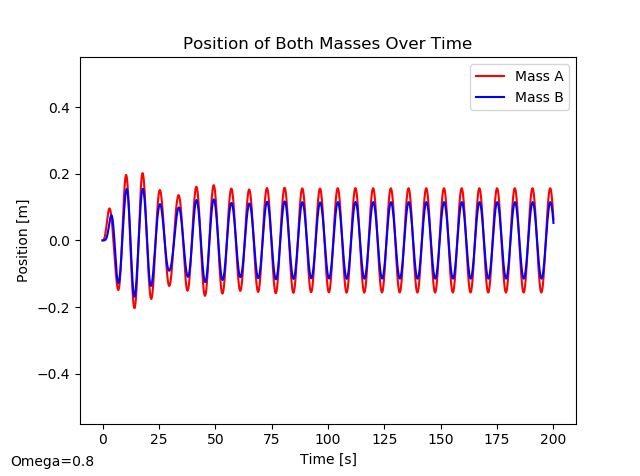 Position of Both Masses Over Time
Mass A
Mass B
Position [m]
0.4
0.2
0.0
−0.2
−0.4
0 25 50 75 100 125 150 175 200
Time [s]
Omega=0.8